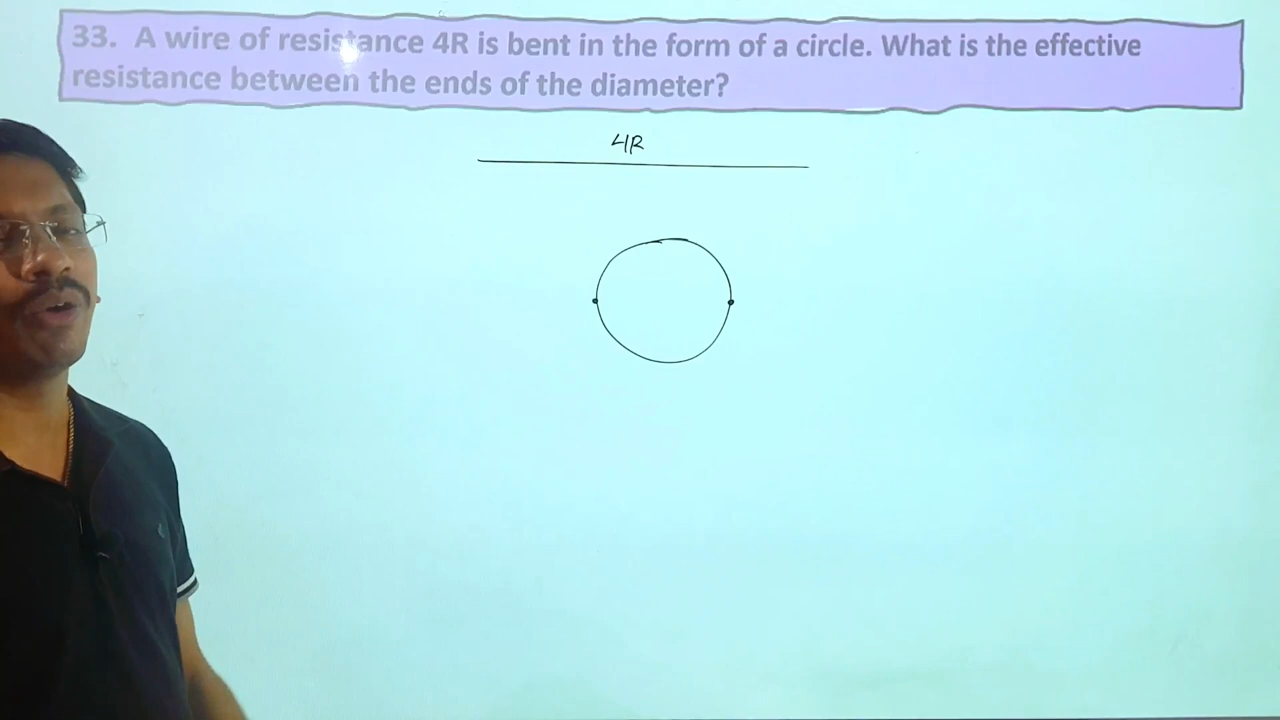 33. A wire of resistance 4R is bent in the form of a circle. What is the effective
resistance between the ends of the diameter?
4R